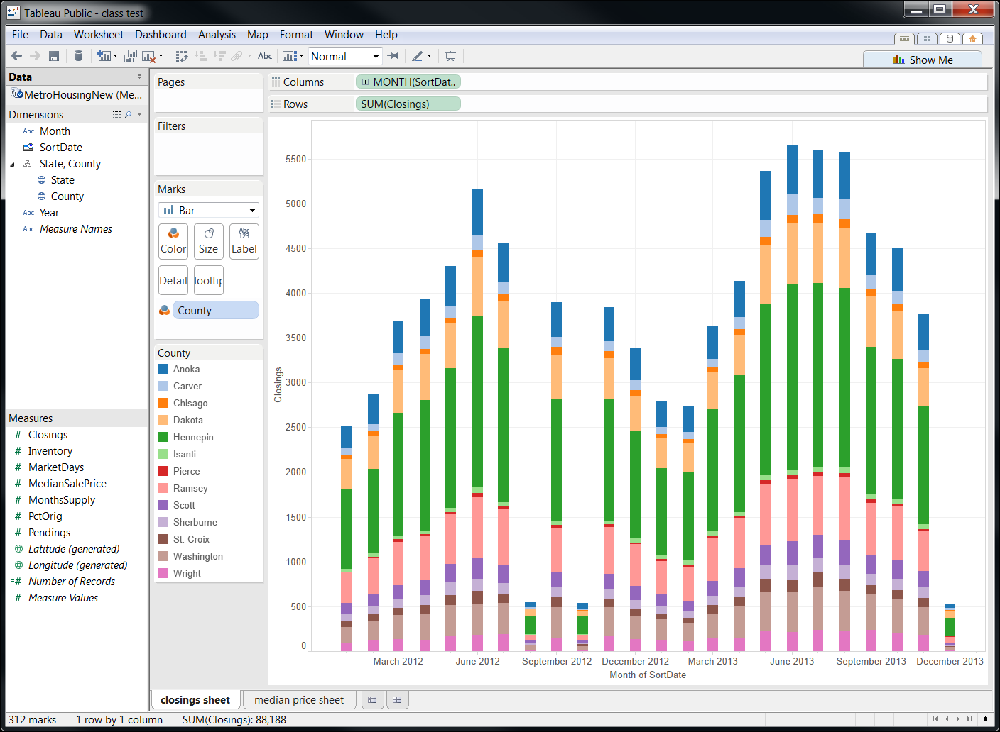 Tableau Public - class test
File Data Worksheet Dashboard Analysis Map Format Window Help
Abc Normal
Show Me
Data
MetroHousingNew (Me...
Dimensions
Abc Month
SortDate
State, County
State
County
Abc Year
Abc Measure Names
Measures
# Closings
# Inventory
# MarketDays
# MedianSalePrice
# MonthsSupply
# PctOrig
# Pendings
Latitude (generated)
Longitude (generated)
=# Number of Records
# Measure Values
Pages
Filters
Marks
Bar
Color Size Abc 123 Label
Detail Tooltip
County
County
Anoka
Carver
Chisago
Dakota
Hennepin
Isanti
Pierce
Ramsey
Scott
Sherburne
St. Croix
Washington
Wright
Columns MONTH(SortDat..
Rows SUM(Closings)
5500
5000
4500
4000
3500
3000
2500
2000
1500
1000
500
0
Closings
March 2012 June 2012 September 2012 December 2012 March 2013 June 2013 September 2013 December 2013
Month of SortDate
closings sheet median price sheet
312 marks 1 row by 1 column SUM(Closings): 88,188